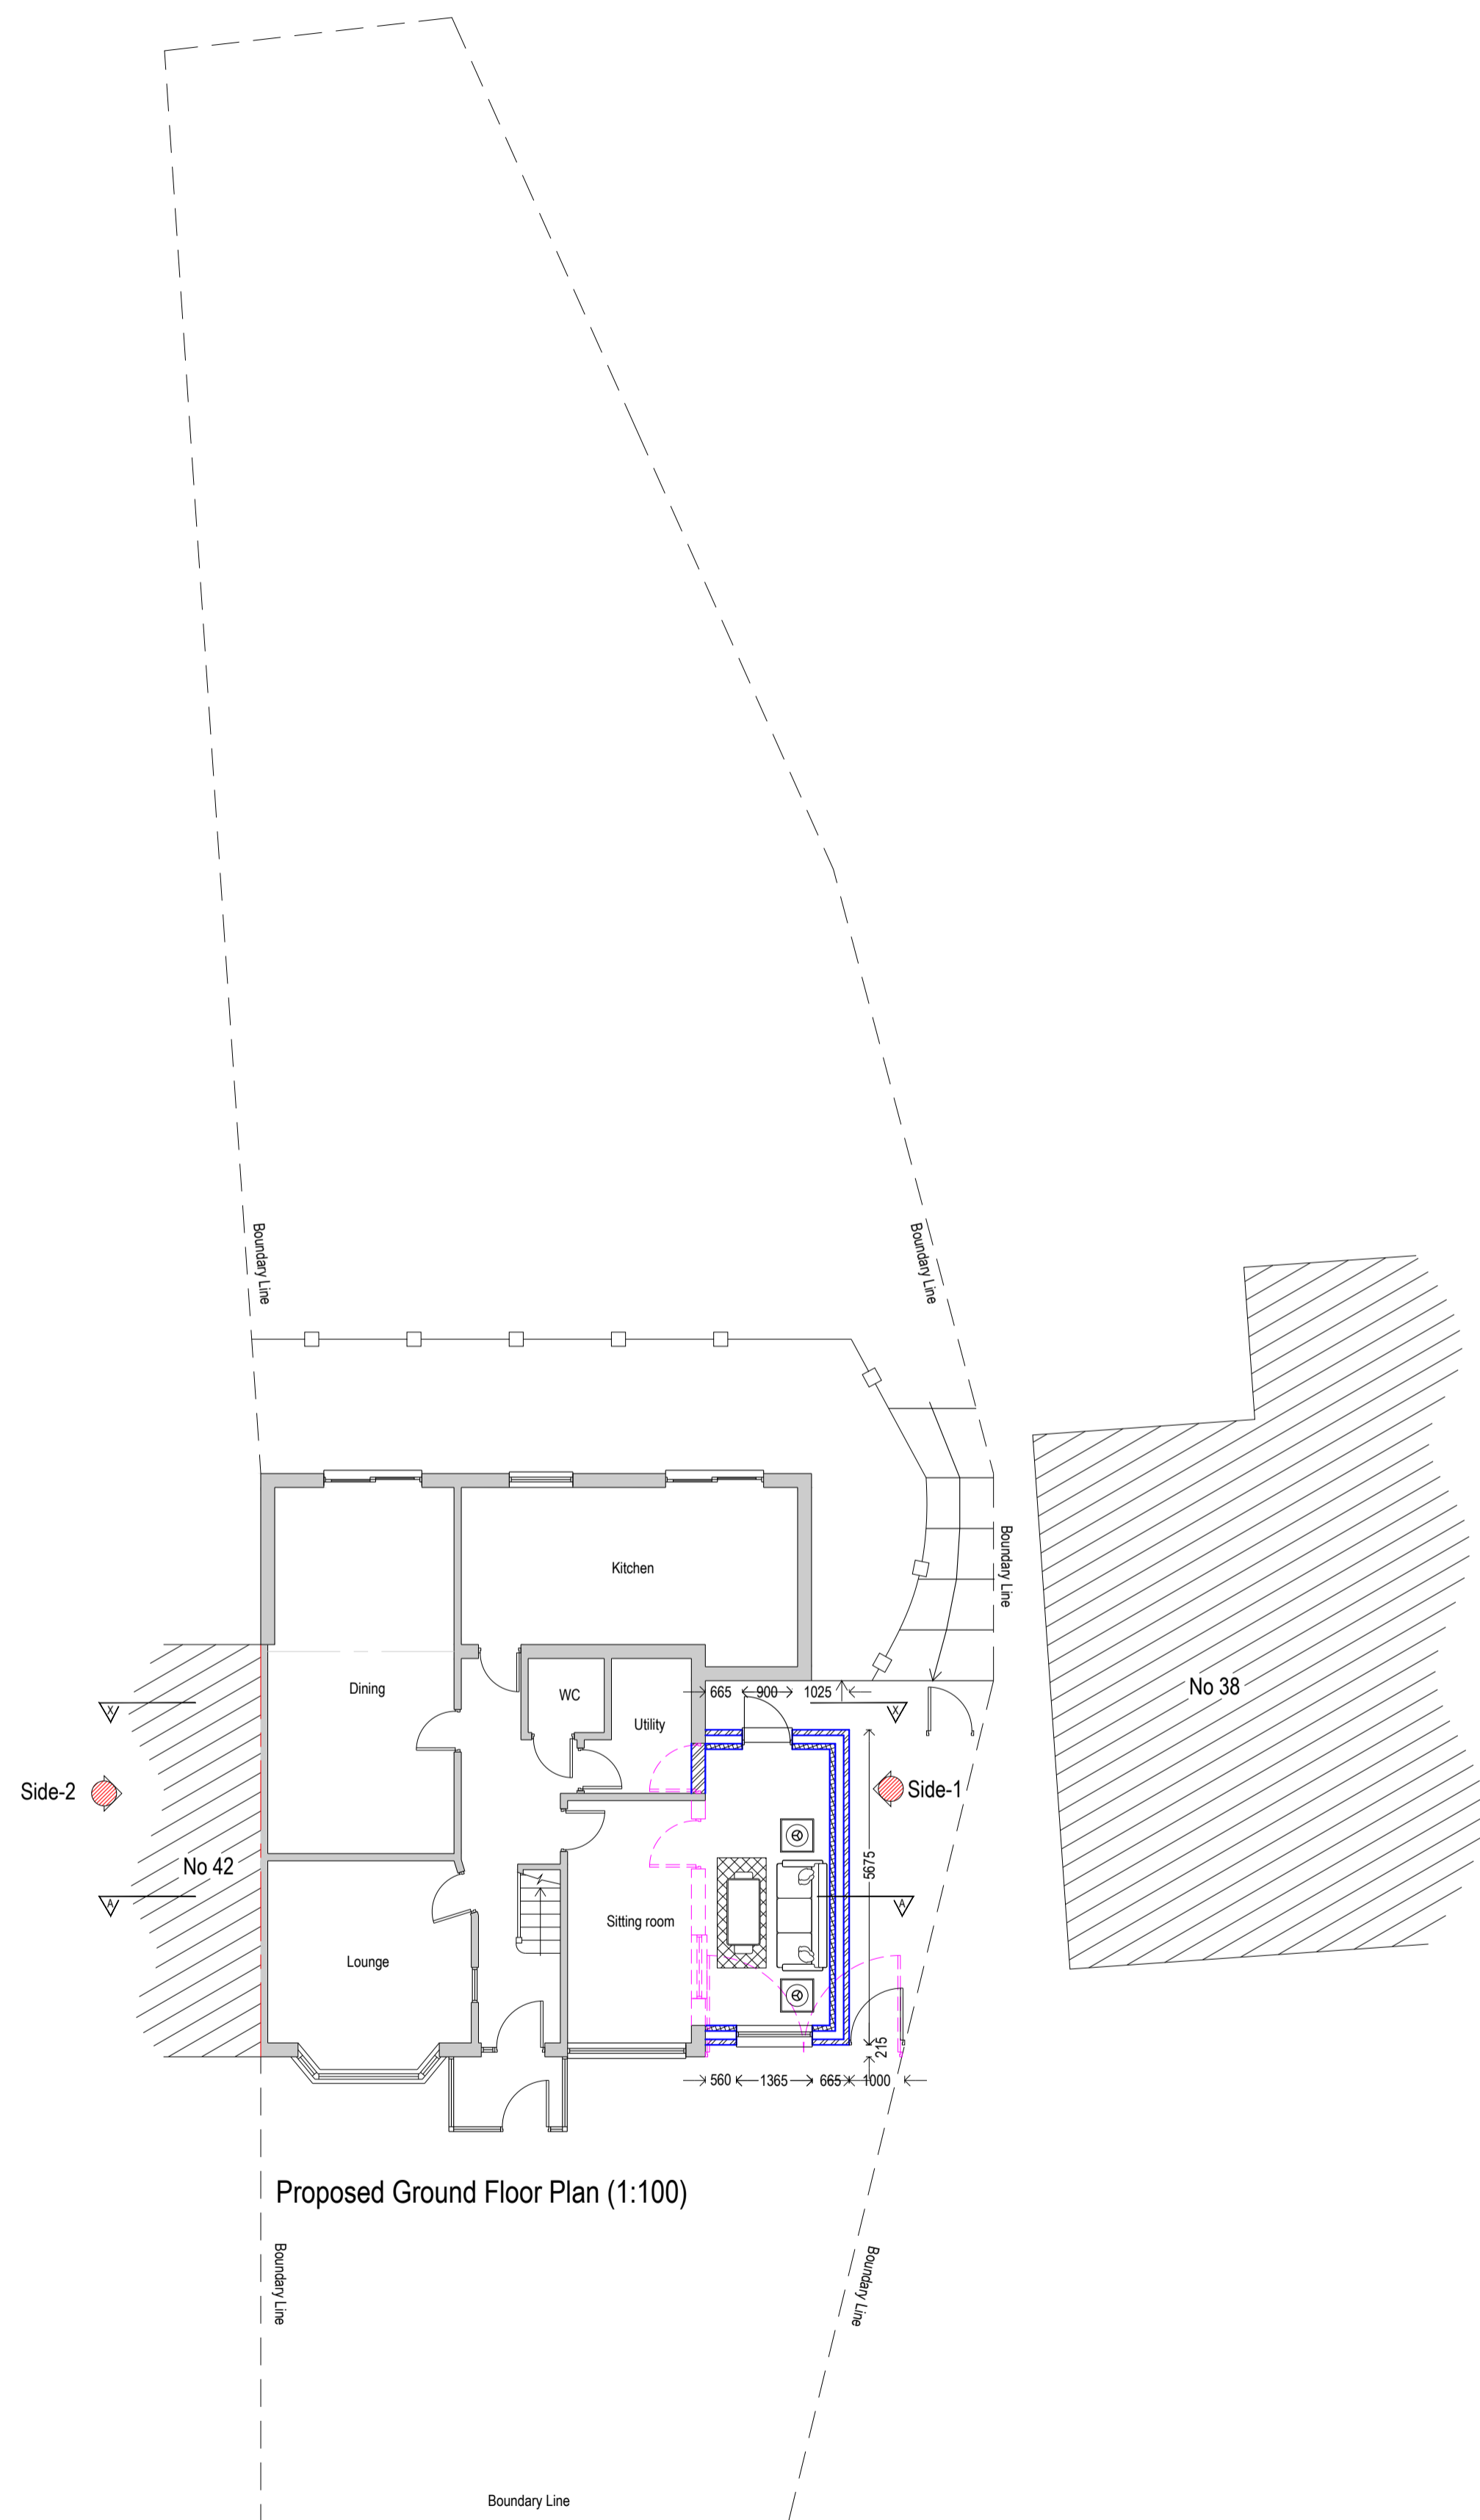 Boundary Line
Boundary Line
Boundary Line
Kitchen
Dining
WC
Utility
665
900
1025
No 38
X
X
Side-2
Side-1
No 42
5675
A
A
Sitting room
Lounge
215
560
1365
665
1000
Proposed Ground Floor Plan (1:100)
Boundary Line
Boundary Line
Boundary Line